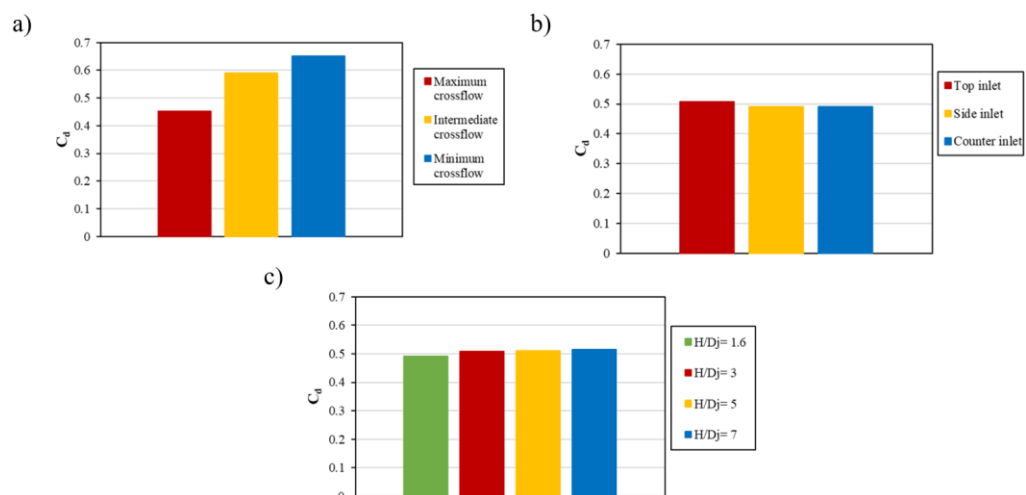 a)
0.7
0.6
0.5
0.4
0.3
0.2
0.1
0
Cd
Maximum
crossflow
Intermediate
crossflow
Minimum
crossflow
b)
0.7
0.6
0.5
0.4
0.3
0.2
0.1
0
Cd
Top inlet
Side inlet
Counter inlet
c)
0.7
0.6
0.5
0.4
0.3
0.2
0.1
0
Cd
H/Dj= 1.6
H/Dj= 3
H/Dj= 5
H/Dj= 7